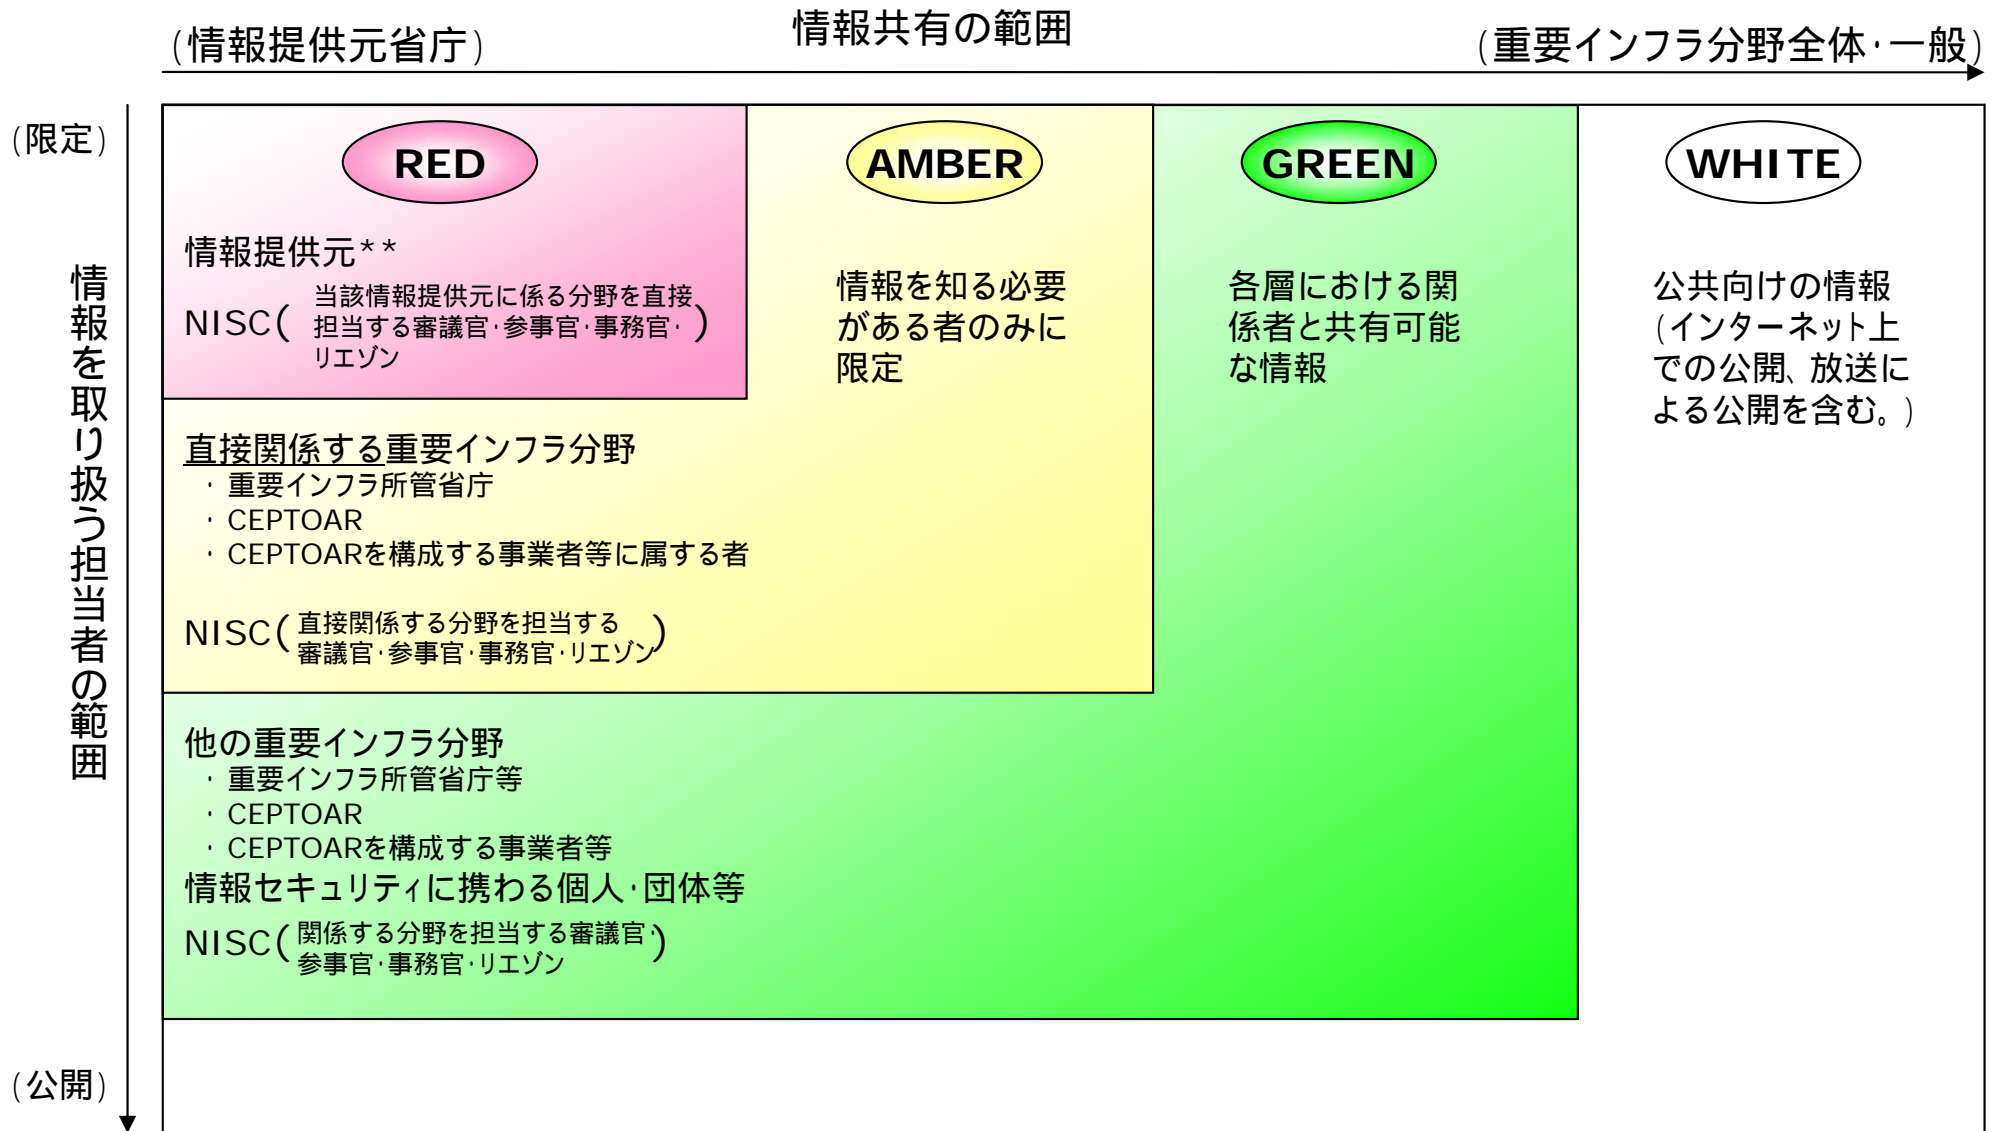 情報共有の範囲
(情報提供元省庁)
(重要インフラ分野全体・一般)
(限定)
情報を取り扱う担当者の範囲
(公開)
RED
情報提供元**
NISC( 当該情報提供元に係る分野を直接
担当する審議官・参事官・事務官・
リエゾン )
AMBER
情報を知る必要
がある者のみに
限定
GREEN
各層における関
係者と共有可能
な情報
WHITE
公共向けの情報
(インターネット上
での公開、放送に
よる公開を含む。)
直接関係する重要インフラ分野
・重要インフラ所管省庁
・CEPTOAR
・CEPTOARを構成する事業者等に属する者
NISC( 直接関係する分野を担当する
審議官・参事官・事務官・リエゾン )
他の重要インフラ分野
・重要インフラ所管省庁等
・CEPTOAR
・CEPTOARを構成する事業者等
情報セキュリティに携わる個人・団体等
NISC( 関係する分野を担当する審議官・
参事官・事務官・リエゾン )